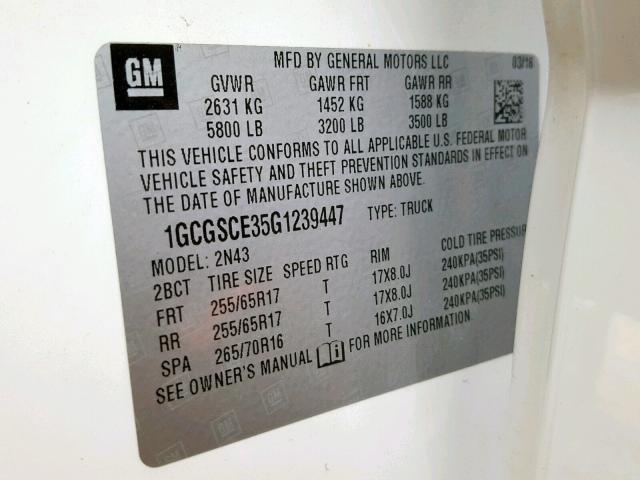 GM
MFD BY GENERAL MOTORS LLC 03/16
GVWR GAWR FRT GAWR RR
2631 KG 1452 KG 1588 KG
5800 LB 3200 LB 3500 LB
THIS VEHICLE CONFORMS TO ALL APPLICABLE U.S. FEDERAL MOTOR
VEHICLE SAFETY AND THEFT PREVENTION STANDARDS IN EFFECT ON
THE DATE OF MANUFACTURE SHOWN ABOVE.
1GCGSCE35G1239447 TYPE: TRUCK
MODEL: 2N43
2BCT TIRE SIZE SPEED RTG RIM COLD TIRE PRESSUR
FRT 255/65R17 T 17X8.0J 240KPA(35PSI)
RR 255/65R17 T 17X8.0J 240KPA(35PSI)
SPA 265/70R16 T 16X7.0J 240KPA(35PSI)
SEE OWNER'S MANUAL FOR MORE INFORMATION.